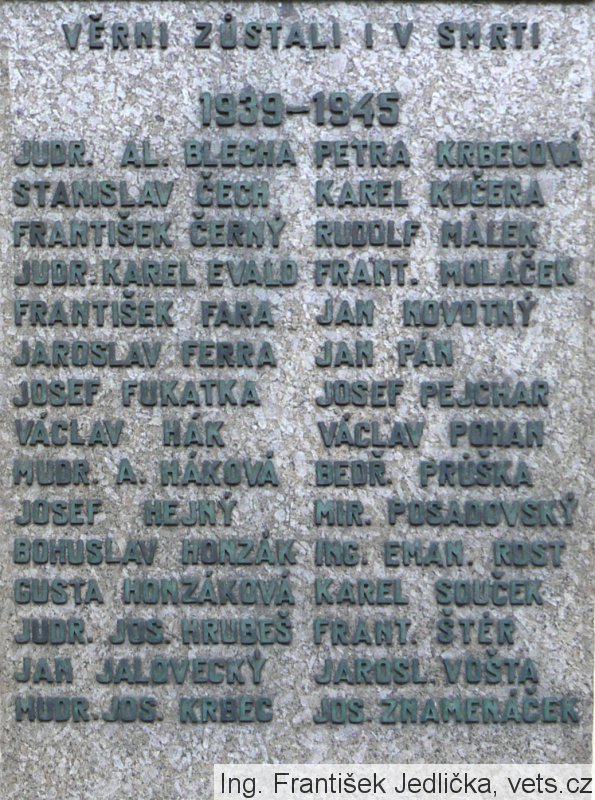 VĚRNI ZŮSTALI I V SMRTI
1939-1945
JUDR. AL. BLECHA PETRA KRBECOVÁ
STANISLAV ČECH KAREL KUČERA
FRANTIŠEK ČERNÝ RUDOLF MÁLEK
JUDR. KAREL EVALD FRANT. MOLÁČEK
FRANTIŠEK FARA JAN NOVOTNÝ
JAROSLAV FERRA JAN PÁN
JOSEF FUKATKA JOSEF PEJCHAR
VÁCLAV HÁK VÁCLAV POHAN
MUDR. A. HÁKOVÁ BEDŘ. PRŮŠKA
JOSEF HEJNÝ MIR. POSADOVSKÝ
BOHUSLAV HONZÁK ING. EMAN. ROST
GUSTA HONZÁKOVÁ KAREL SOUČEK
JUDR. JOS. HRUBEŠ FRANT. ŠTĚR
JAN JALOVECKÝ JAROSL. VOŠTA
MUDR. JOS. KRBEC JOS. ZNAMENÁČEK
Ing. František Jedlička, vets.cz